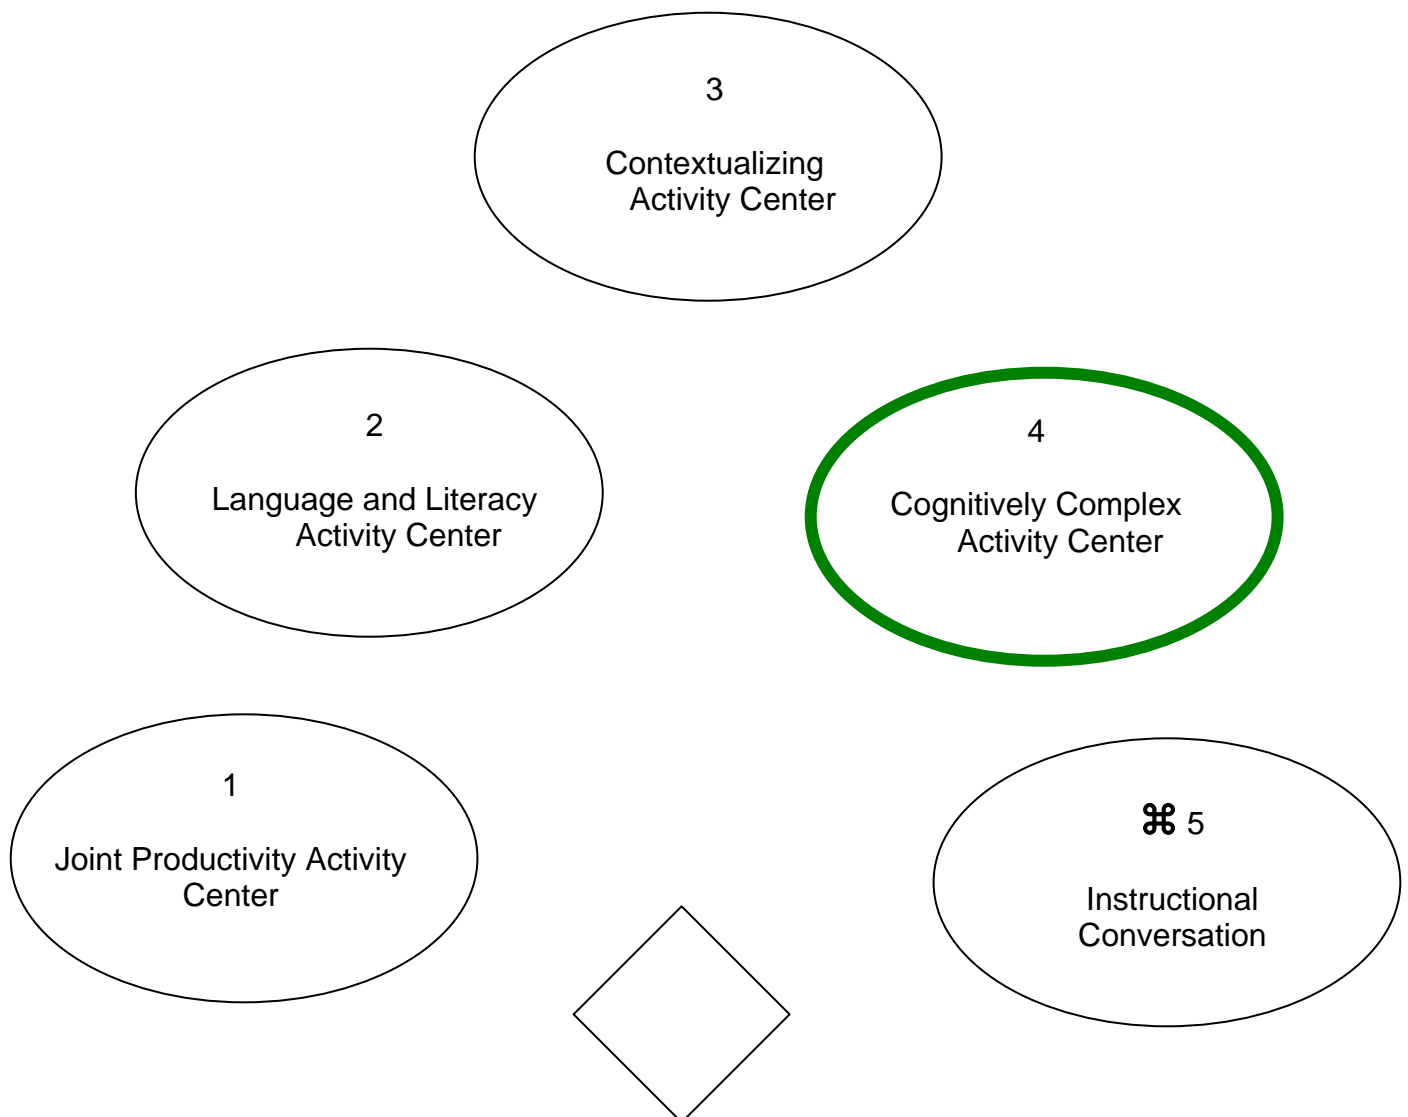 3
Contextualizing
Activity Center
2
Language and Literacy
Activity Center
4
Cognitively Complex
Activity Center
1
Joint Productivity Activity
Center
⌘ 5
Instructional
Conversation